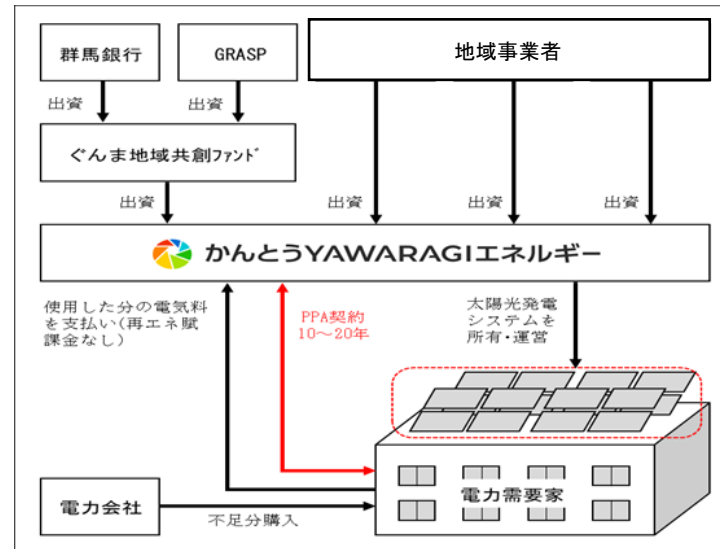 群馬銀行
GRASP
地域事業者
出資
出資
ぐんま地域共創ﾌｧﾝﾄﾞ
出資
出資
出資
出資
かんとうYAWARAGIエネルギー
使用した分の電気料
を支払い(再エネ賦
課金なし)
PPA契約
10～20年
太陽光発電
システムを
所有・運営
電力会社
不足分購入
電力需要家